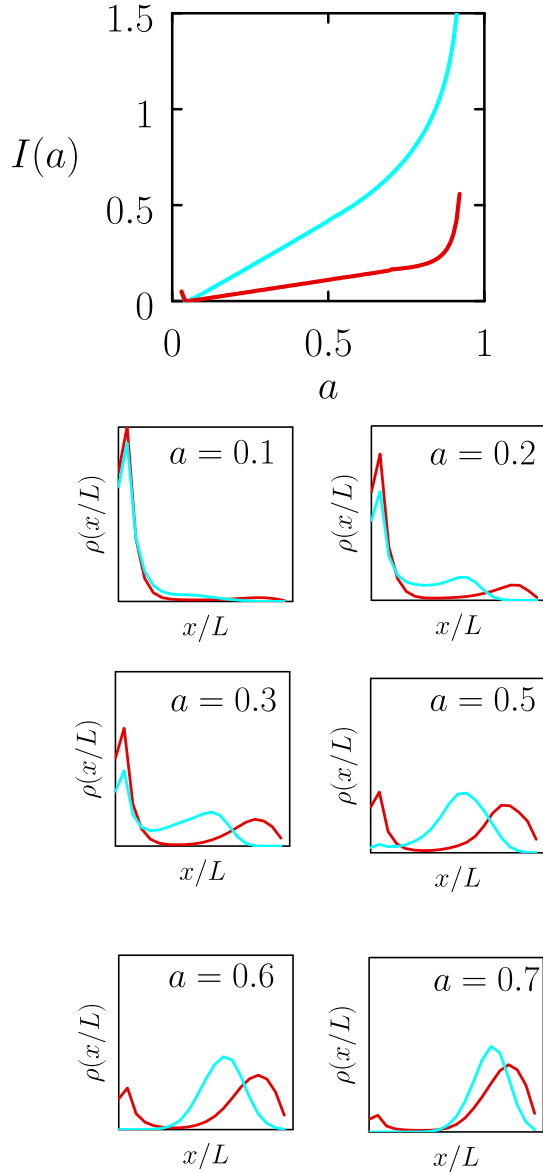 1.5
1
I(a)
0.5
0
0 0.5 1
a
a = 0.1
ρ(x/L)
x/L
a = 0.2
ρ(x/L)
x/L
a = 0.3
ρ(x/L)
x/L
a = 0.5
ρ(x/L)
x/L
a = 0.6
ρ(x/L)
x/L
a = 0.7
ρ(x/L)
x/L